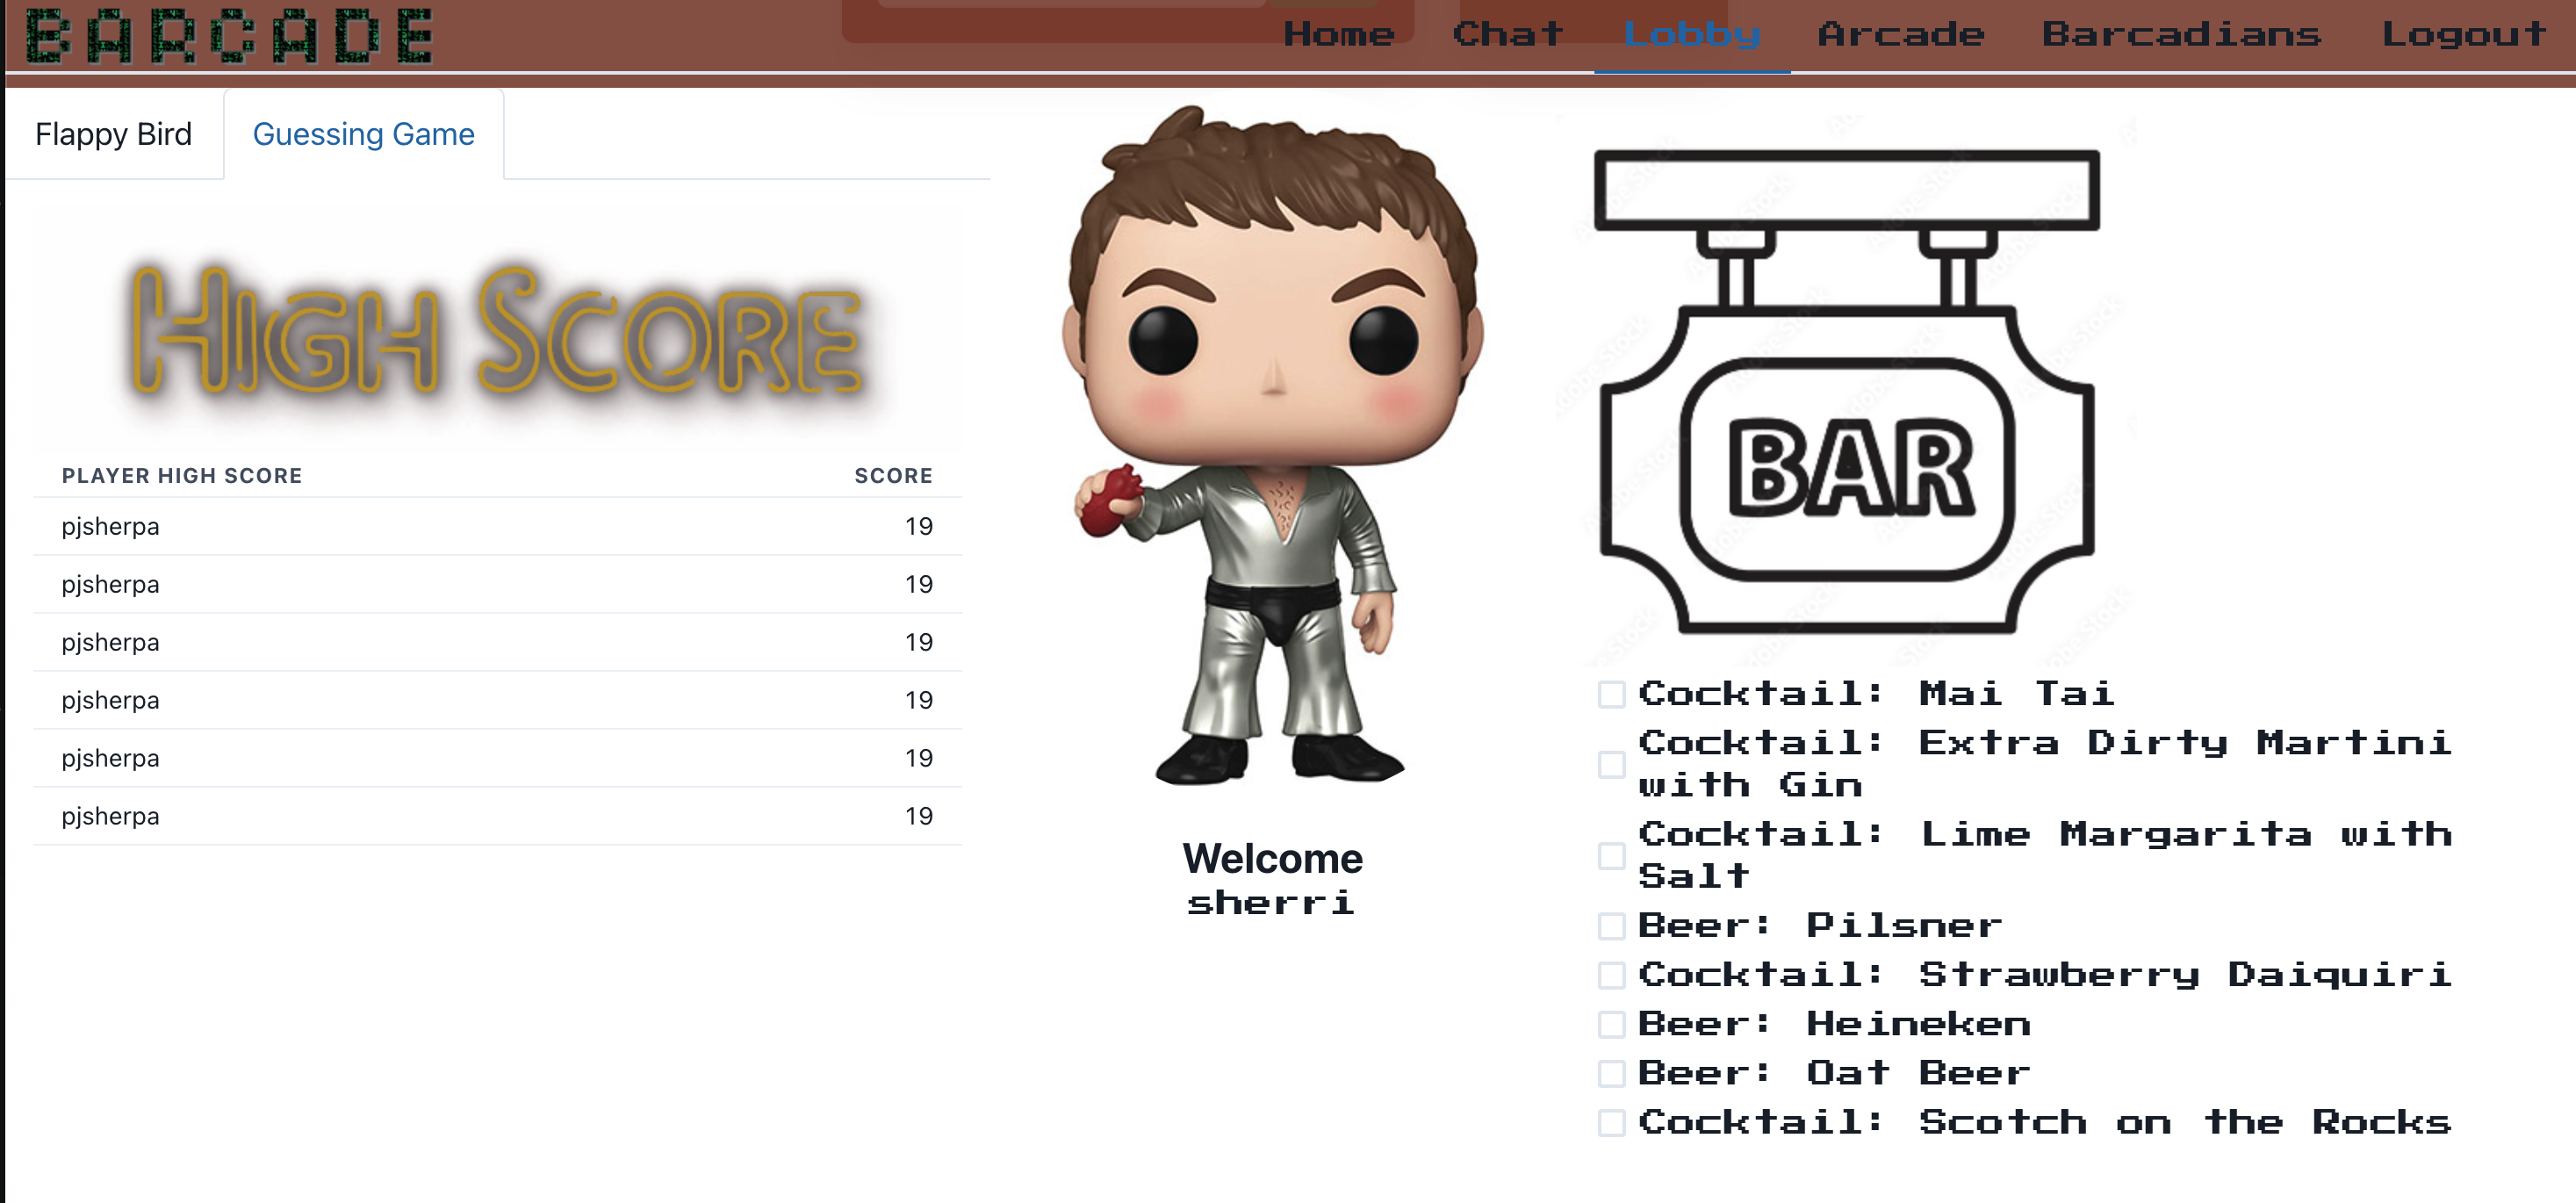 BARCADE
Home Chat Lobby Arcade Barcadians Logout
Flappy Bird Guessing Game
HIGH SCORE
PLAYER HIGH SCORE SCORE
pjsherpa 19
pjsherpa 19
pjsherpa 19
pjsherpa 19
pjsherpa 19
pjsherpa 19
Welcome
sherri
BAR
Adobe Stock
Cocktail: Mai Tai
Cocktail: Extra Dirty Martini
with Gin
Cocktail: Lime Margarita with
Salt
Beer: Pilsner
Cocktail: Strawberry Daiquiri
Beer: Heineken
Beer: Oat Beer
Cocktail: Scotch on the Rocks